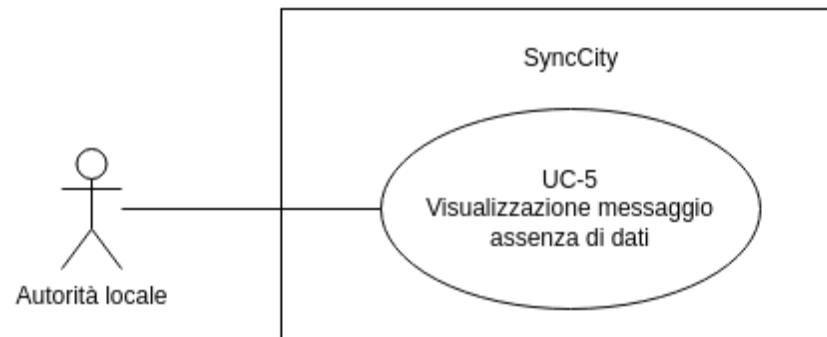 SyncCity
UC-5
Visualizzazione messaggio
assenza di dati
Autorità locale